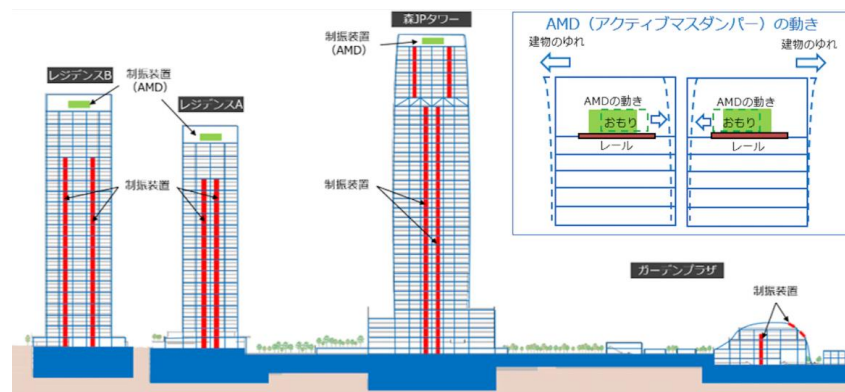 森JPタワー
制振装置
（AMD）
レジデンスB
制振装置
（AMD）
レジデンスA
制振装置
制振装置
ガーデンプラザ
制振装置
AMD（アクティブマスダンパー）の動き
建物のゆれ
建物のゆれ
AMDの動き
おもり
レール
AMDの動き
おもり
レール